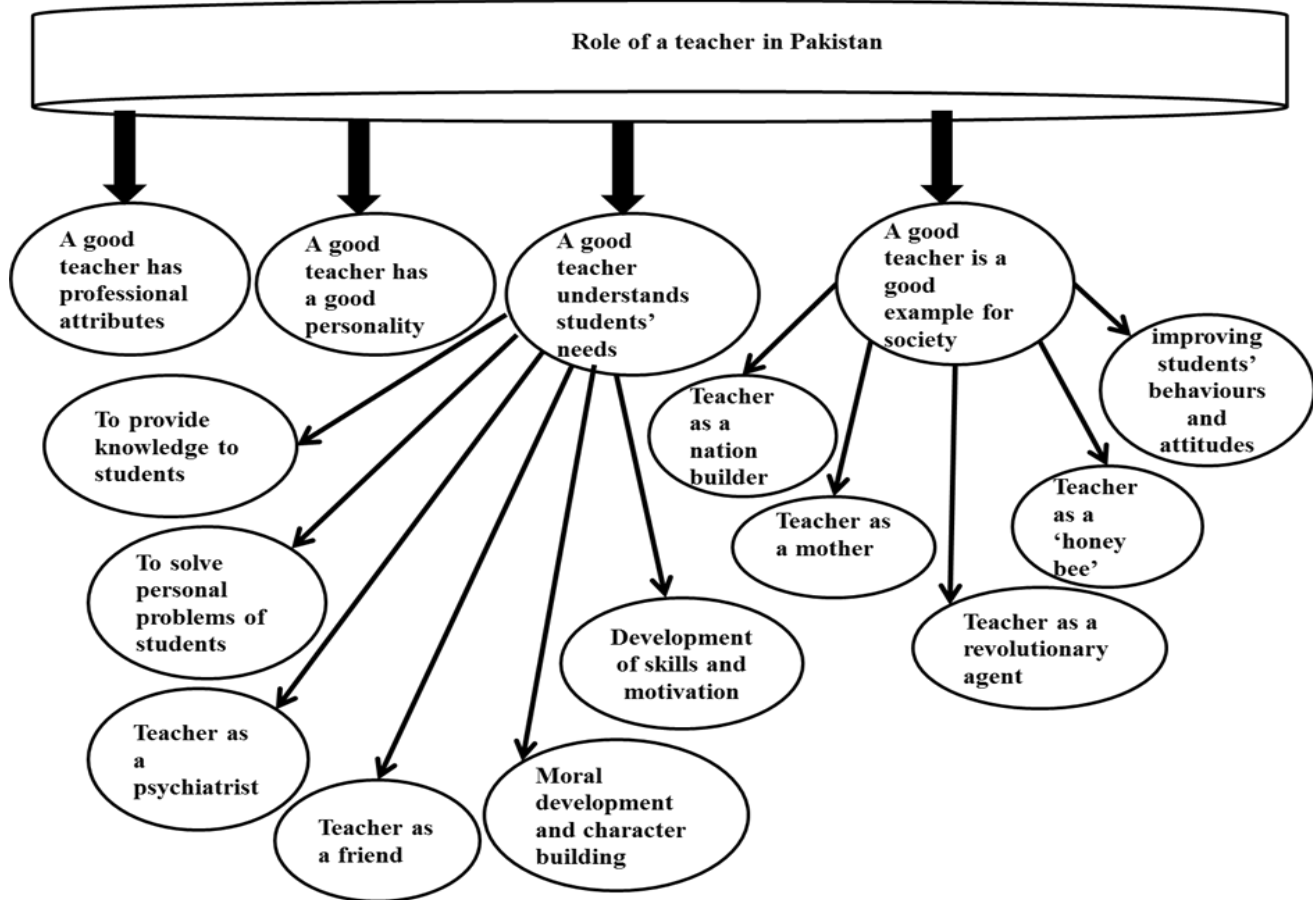 Role of a teacher in Pakistan
A good
teacher has
professional
attributes
A good
teacher has
a good
personality
A good
teacher
understands
students’
needs
A good
teacher is a
good
example for
society
To provide
knowledge to
students
To solve
personal
problems of
students
Teacher as
a
psychiatrist
Teacher as
a friend
Moral
development
and character
building
Development
of skills and
motivation
Teacher
as a
nation
builder
Teacher as
a mother
Teacher as a
revolutionary
agent
Teacher
as a
‘honey
bee’
improving
students’
behaviours
and
attitudes